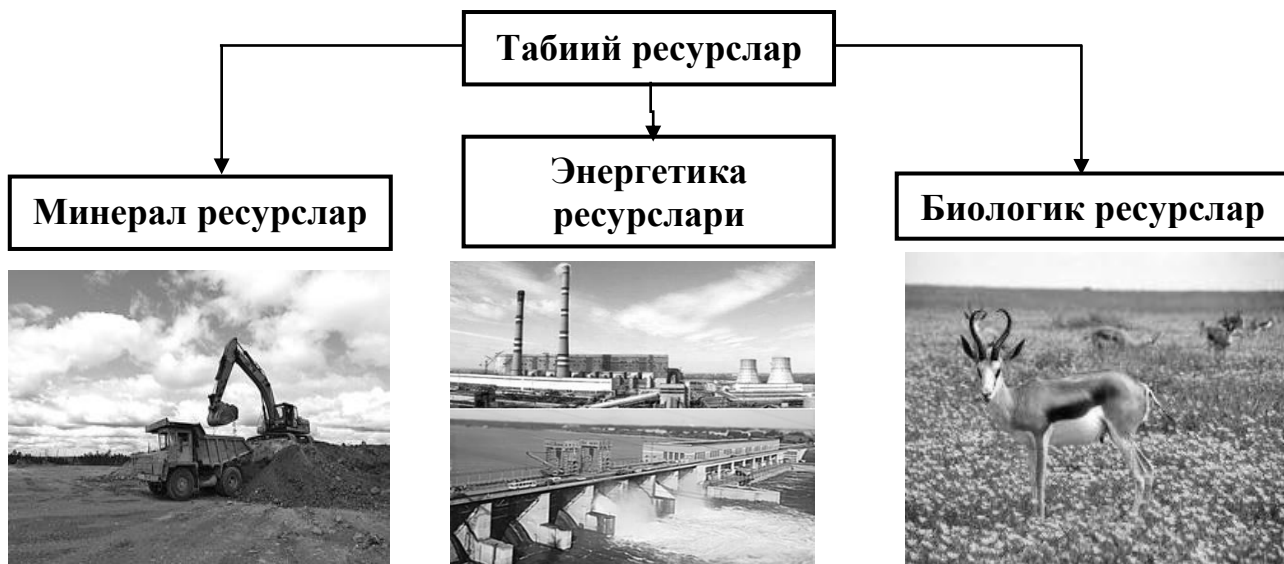 Табиий ресурслар
Минерал ресурслар
Энергетика
ресурслари
Биологик ресурслар